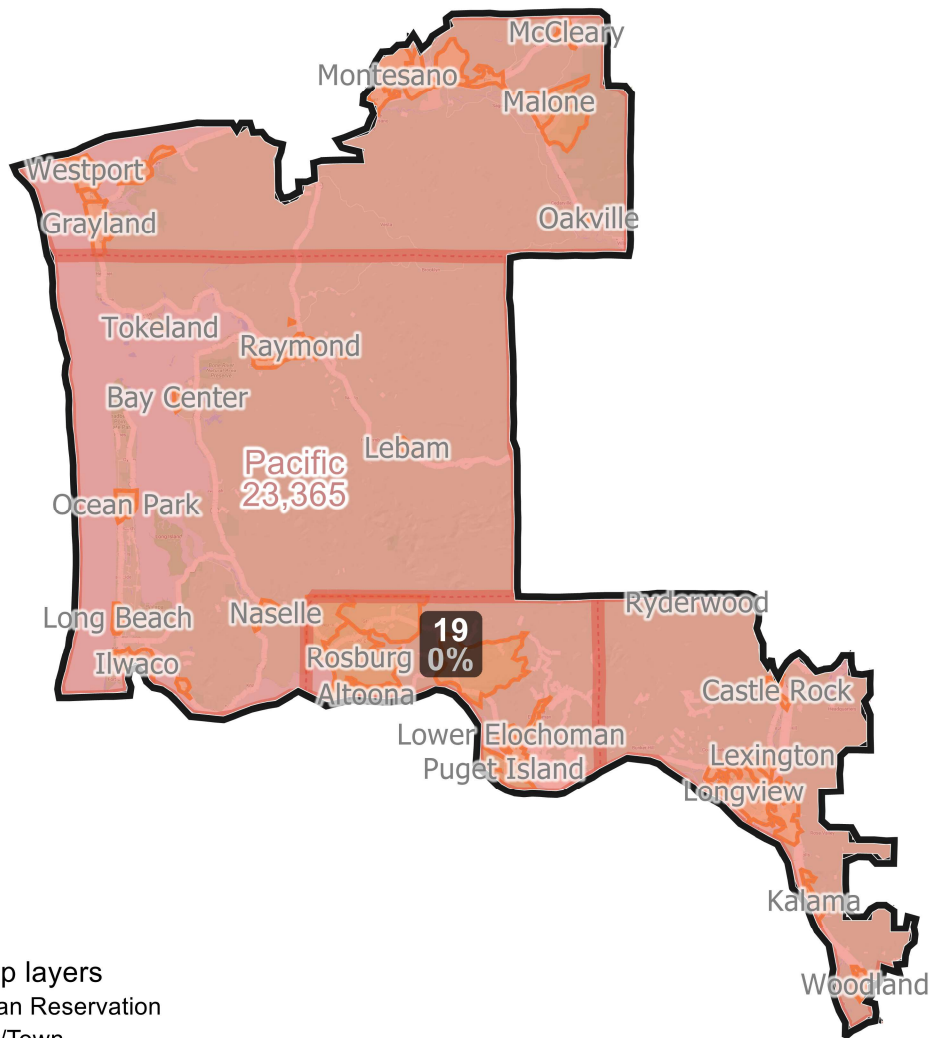 McCleary
Montesano
Malone
Westport
Grayland
Oakville
Tokeland
Raymond
Bay Center
Lebam
Pacific
23,365
Ocean Park
Long Beach
Naselle
19
0%
Ryderwood
Ilwaco
Rosburg
Altoona
Castle Rock
Lower Elochoman
Puget Island
Lexington
Longview
Kalama
Woodland
p layers
an Reservation
/Town